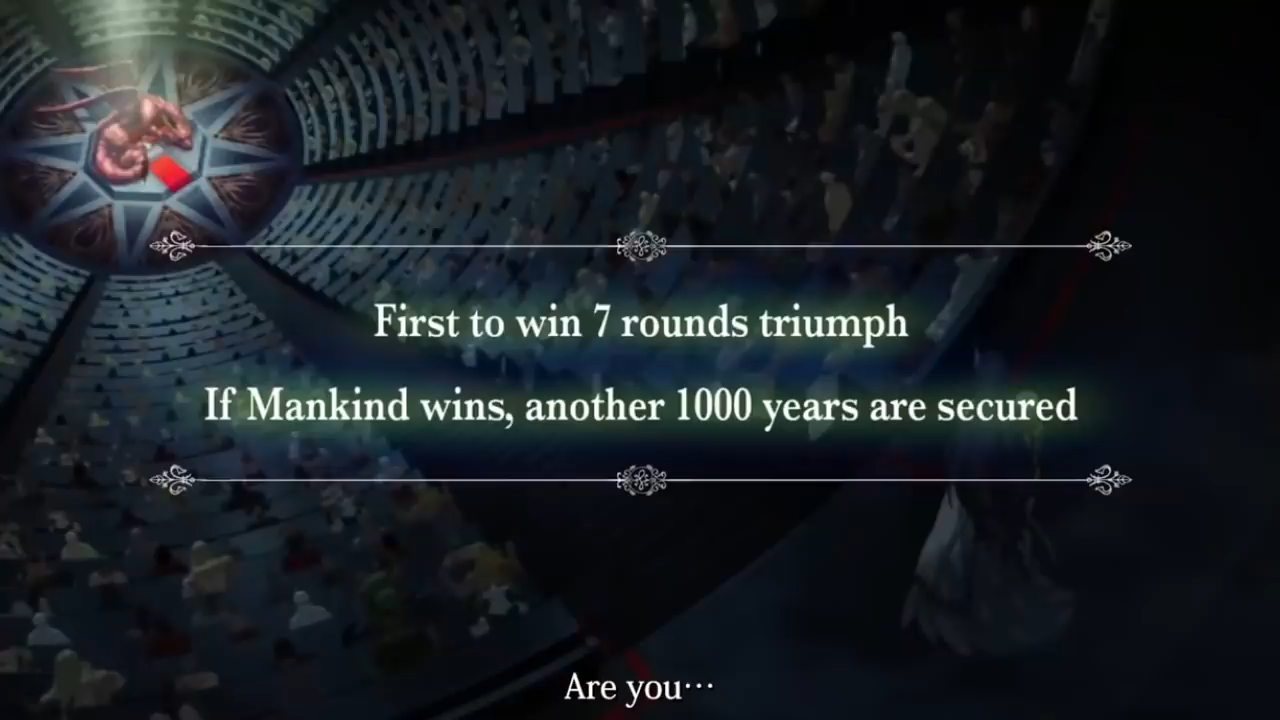 First to win 7 rounds triumph
If Mankind wins, another 1000 years are secured
Are you…